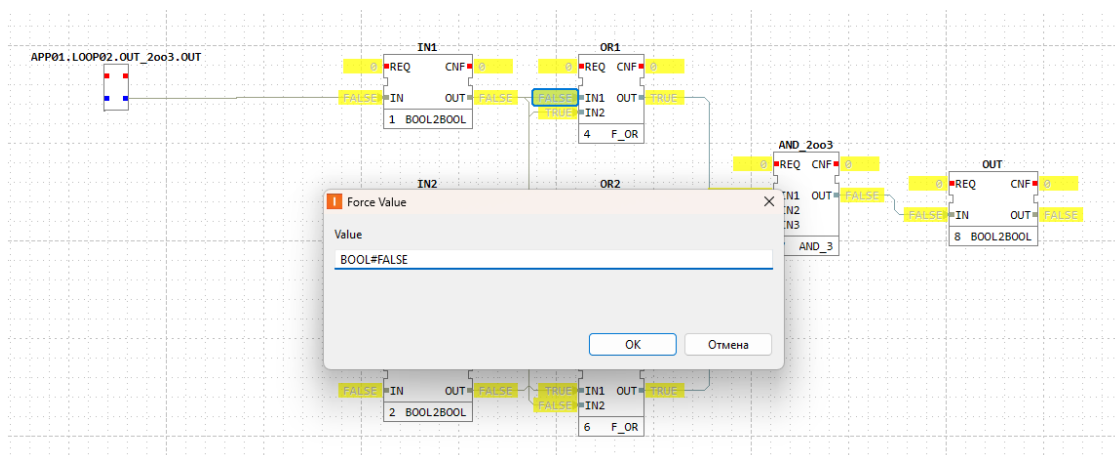 APP01.LOOP02.OUT_2oo3.OUT
IN1
0 REQ CNF 0
FALSE IN OUT FALSE
1 BOOL2BOOL
OR1
0 REQ CNF 0
FALSE IN1 OUT TRUE
TRUE IN2
4 F_OR
AND_2oo3
0 REQ CNF 0
IN1 OUT FALSE
IN2
IN3
AND_3
OUT
0 REQ CNF 0
FALSE IN OUT FALSE
8 BOOL2BOOL
IN2
OR2
Force Value
Value
BOOL#FALSE
OK
Отмена
FALSE IN OUT FALSE
2 BOOL2BOOL
TRUE IN1 OUT TRUE
FALSE IN2
6 F_OR